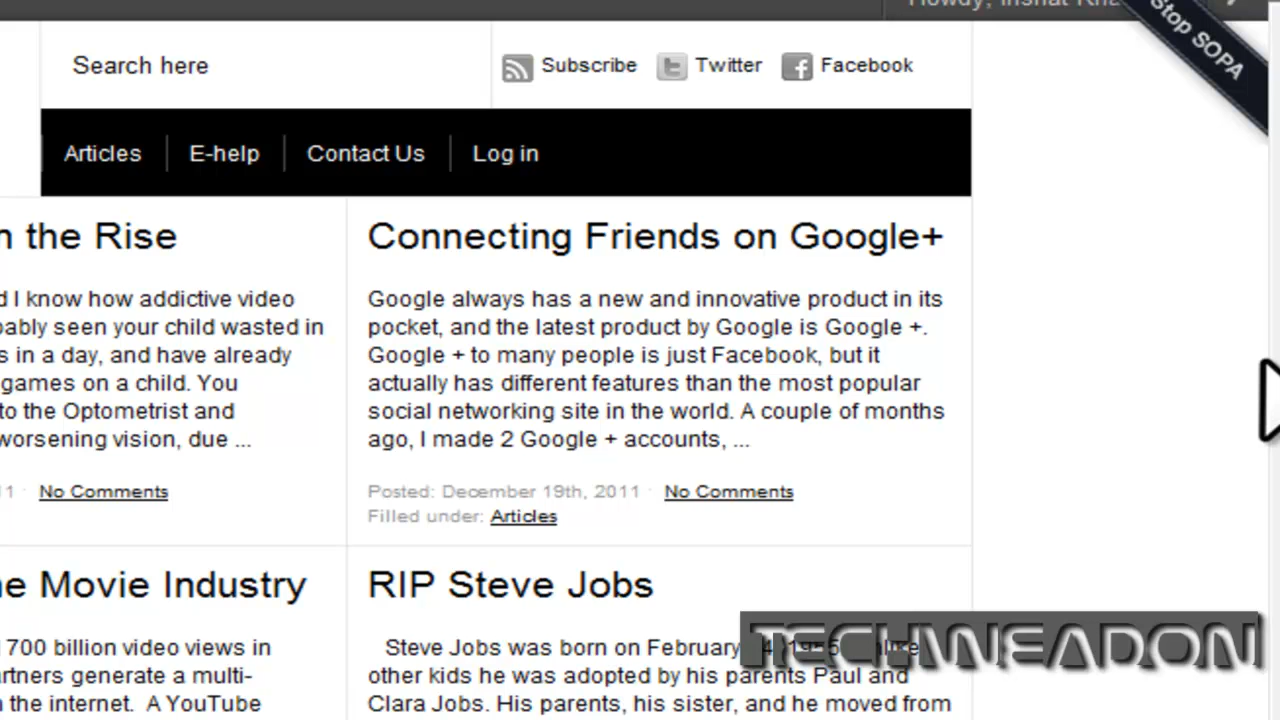 Howdy, Inshat Kha
Stop SOPA
Search here
Subscribe
Twitter
Facebook
Articles
E-help
Contact Us
Log in
the Rise
Connecting Friends on Google+
I know how addictive video
seen your child wasted in
in a day, and have already
games on a child. You
to the Optometrist and
worsening vision, due ...
Google always has a new and innovative product in its
pocket, and the latest product by Google is Google +.
Google + to many people is just Facebook, but it
actually has different features than the most popular
social networking site in the world. A couple of months
ago, I made 2 Google + accounts, ...
No Comments
Posted: December 19th, 2011 · No Comments
Filled under: Articles
Movie Industry
RIP Steve Jobs
700 billion video views in
generate a multi-
the internet. A YouTube
Steve Jobs was born on February
other kids he was adopted by his parents Paul and
Clara Jobs. His parents, his sister, and he moved from
TECHNEADON